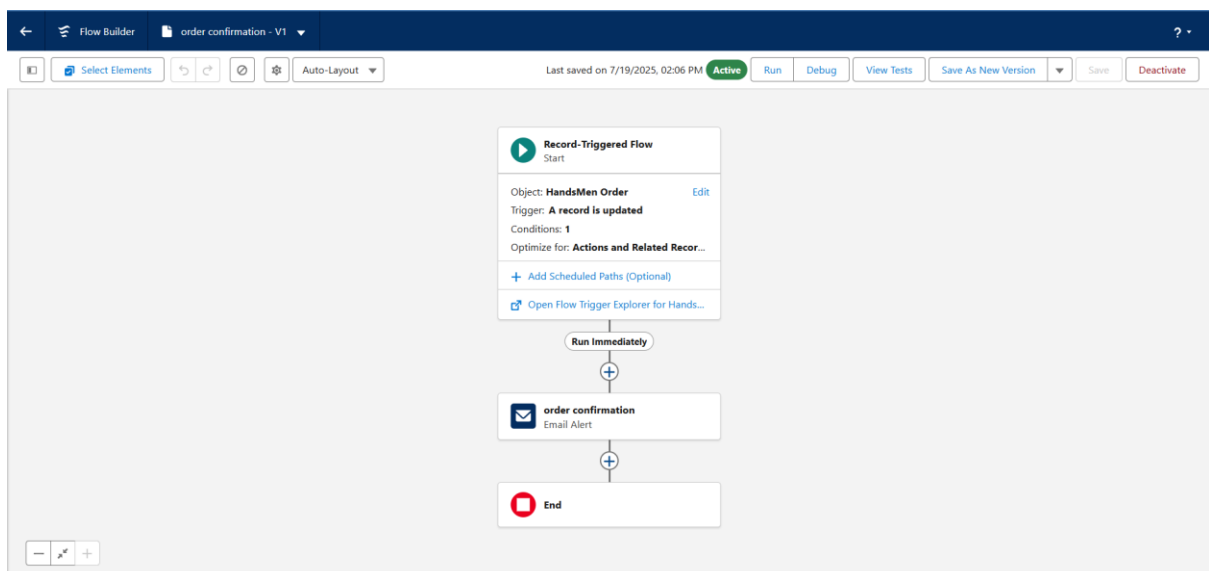 Flow Builder
order confirmation - V1
?
Select Elements
Auto-Layout
Last saved on 7/19/2025, 02:06 PM
Active
Run
Debug
View Tests
Save As New Version
Save
Deactivate
Record-Triggered Flow
Start
Object: HandsMen Order
Edit
Trigger: A record is updated
Conditions: 1
Optimize for: Actions and Related Recor...
+ Add Scheduled Paths (Optional)
Open Flow Trigger Explorer for Hands...
Run Immediately
order confirmation
Email Alert
End